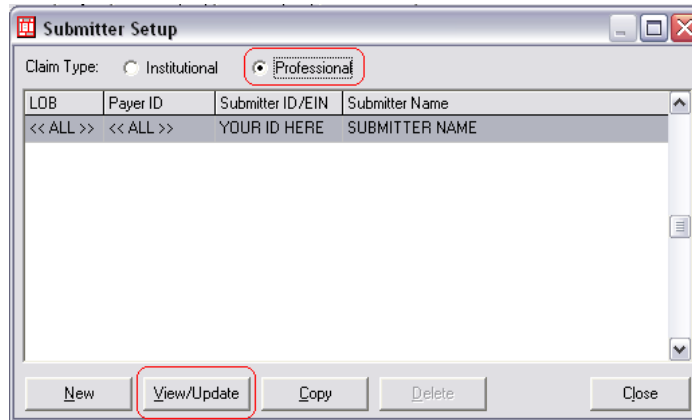 Submitter Setup
Claim Type: Institutional Professional
LOB Payer ID Submitter ID/EIN Submitter Name
<< ALL >> << ALL >> YOUR ID HERE SUBMITTER NAME
New View/Update Copy Delete Close